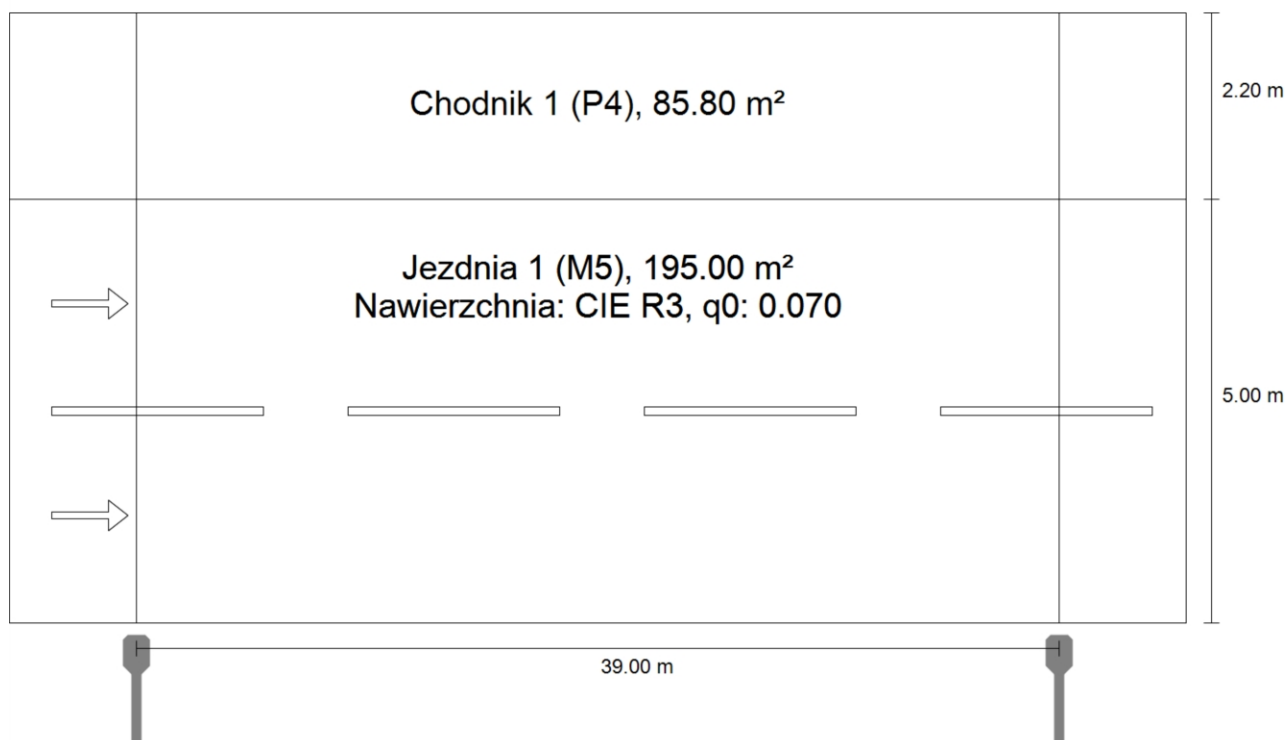 Chodnik 1 (P4), 85.80 m²
2.20 m
Jezdnia 1 (M5), 195.00 m²
Nawierzchnia: CIE R3, q0: 0.070
5.00 m
39.00 m